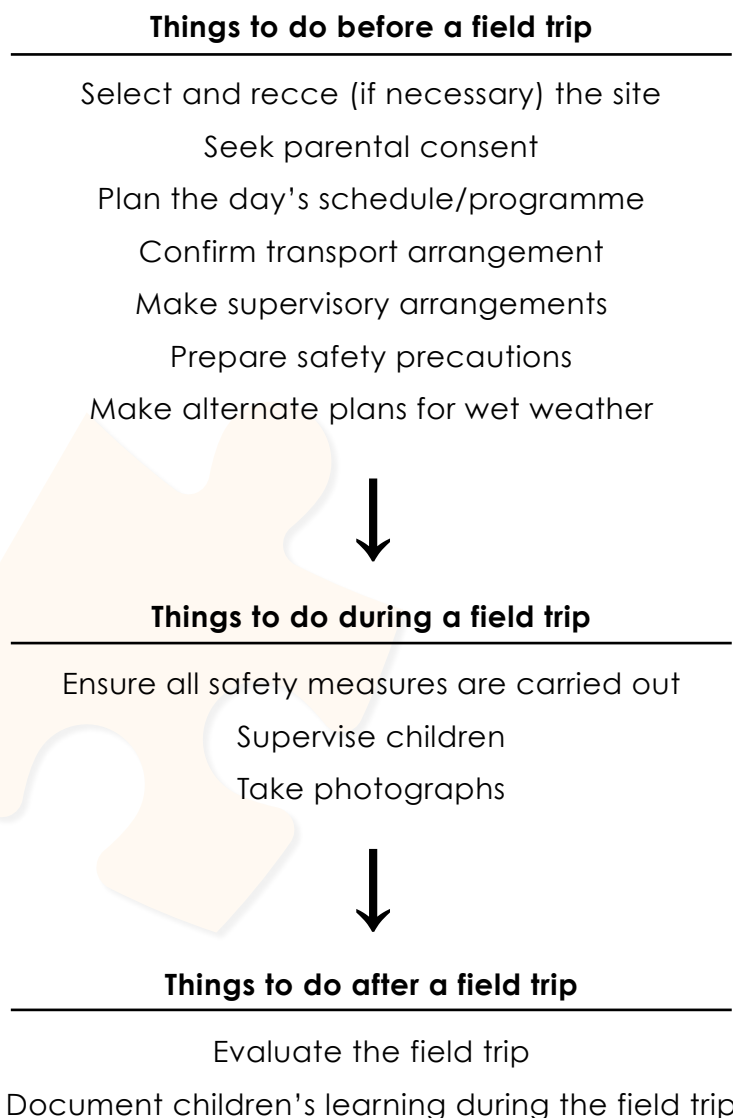 Things to do before a field trip
Select and recce (if necessary) the site
Seek parental consent
Plan the day’s schedule/programme
Confirm transport arrangement
Make supervisory arrangements
Prepare safety precautions
Make alternate plans for wet weather
Things to do during a field trip
Ensure all safety measures are carried out
Supervise children
Take photographs
Things to do after a field trip
Evaluate the field trip
Document children’s learning during the field trip